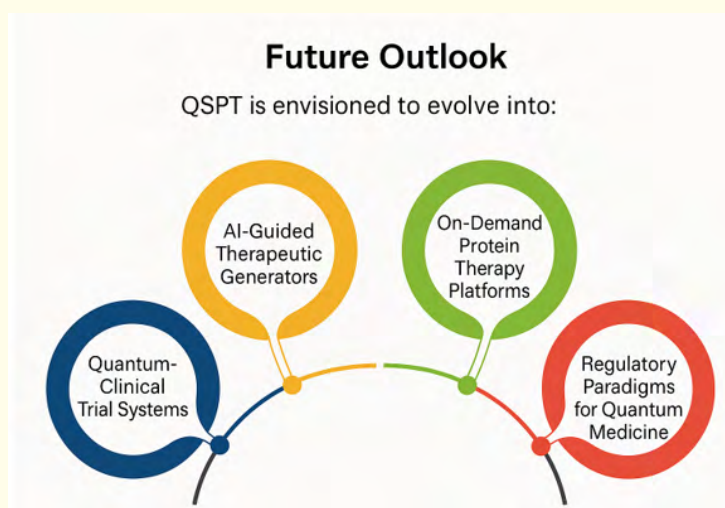 Future Outlook
QSPT is envisioned to evolve into:
AI-Guided
Therapeutic
Generators
On-Demand
Protein
Therapy
Platforms
Quantum-
Clinical
Trial Systems
Regulatory
Paradigms
for Quantum
Medicine